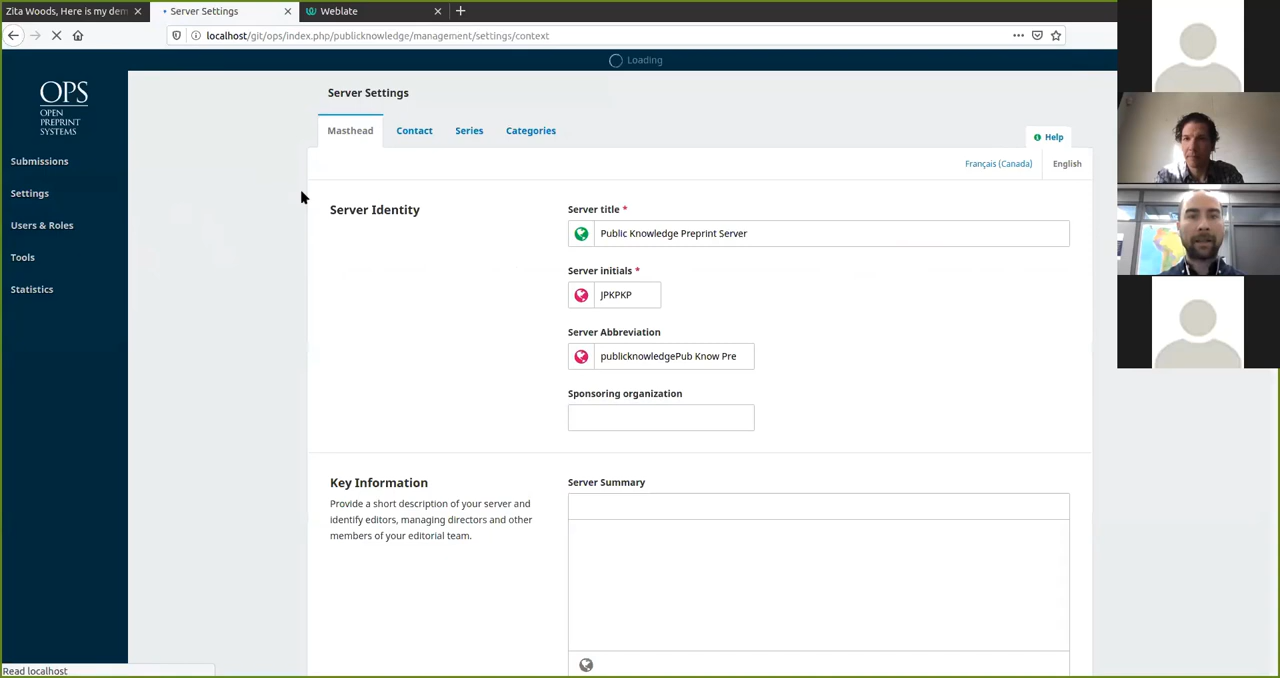 Zita Woods, Here is my dem
Server Settings
Weblate
localhost/git/ops/index.php/publicknowledge/management/settings/context
Loading
OPS
OPEN
PREPRINT
SYSTEMS
Submissions
Settings
Users & Roles
Tools
Statistics
Server Settings
Masthead
Contact
Series
Categories
Help
Français (Canada)
English
Server Identity
Server title *
Public Knowledge Preprint Server
Server initials *
JPKPKP
Server Abbreviation
publicknowledgePub Know Pre
Sponsoring organization
Key Information
Provide a short description of your server and
identify editors, managing directors and other
members of your editorial team.
Server Summary
Read localhost